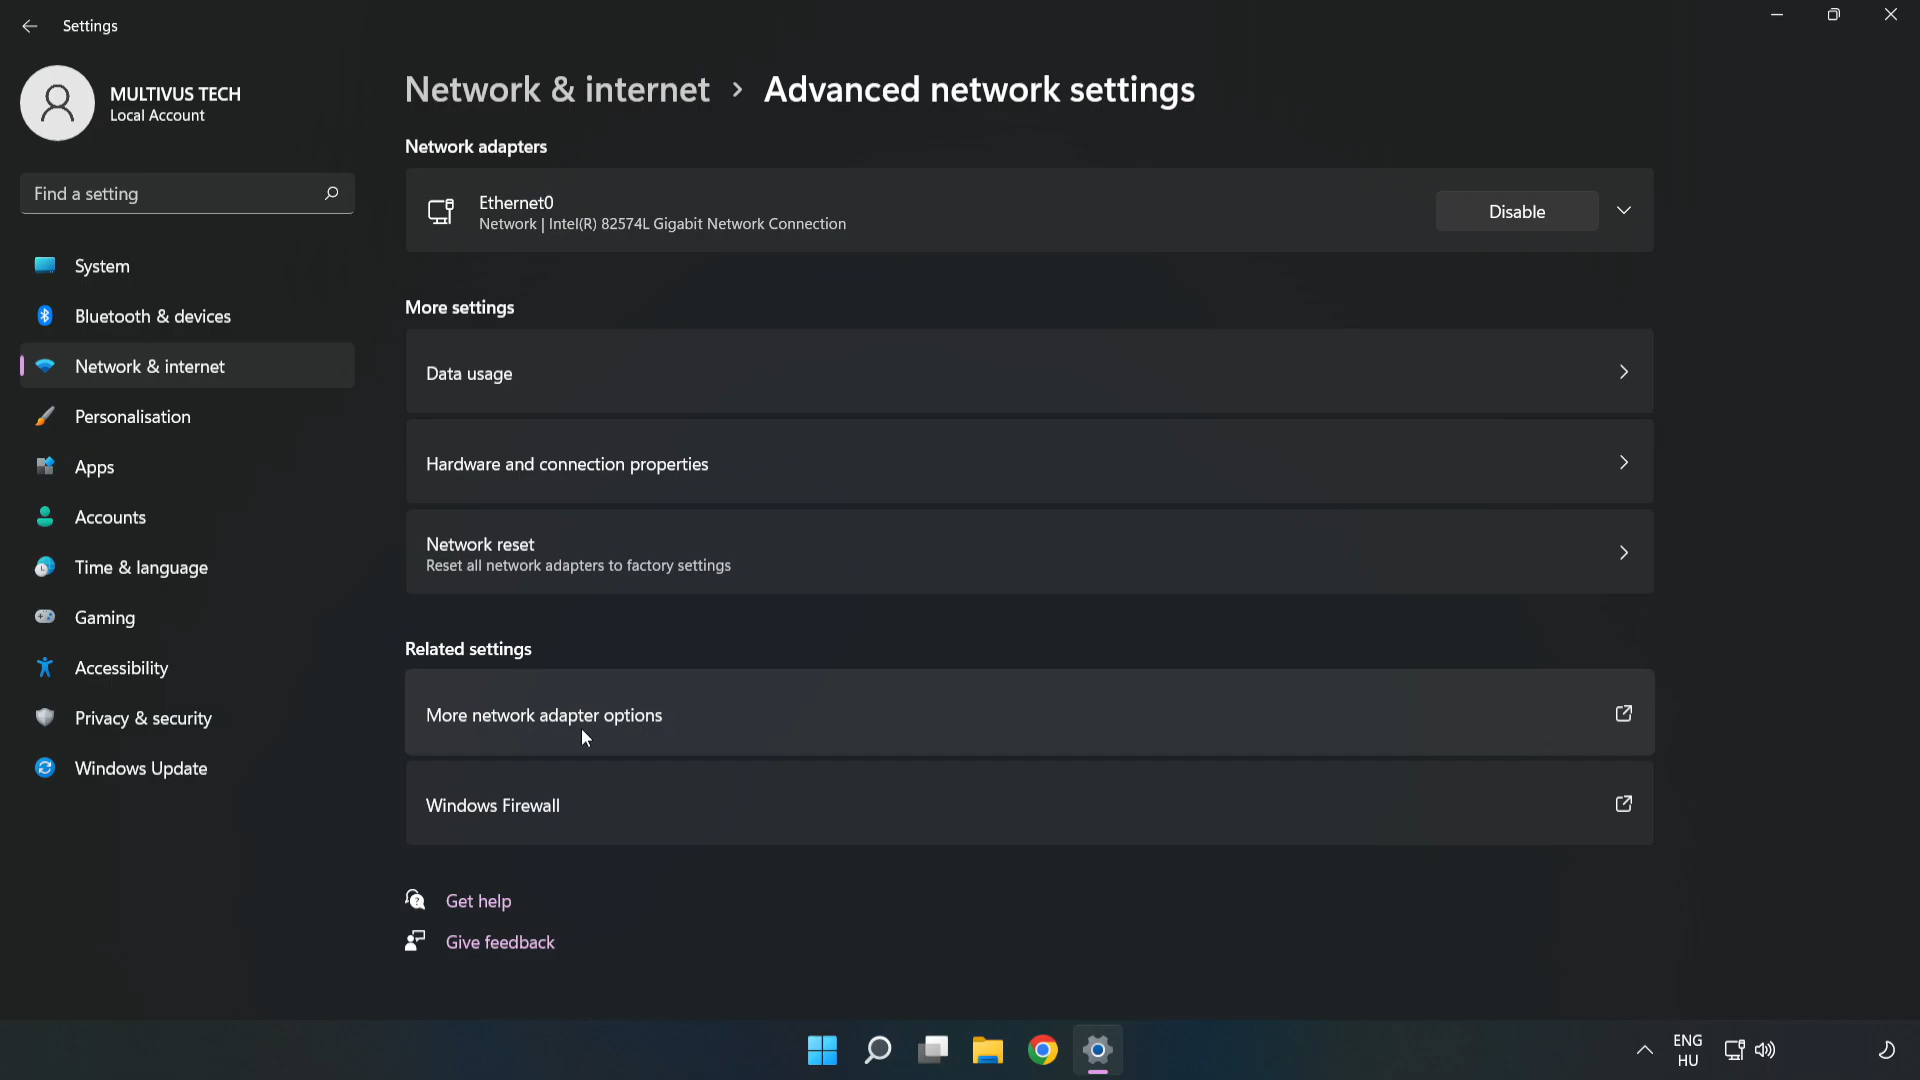 Settings
MULTIVUS TECH
Local Account
Find a setting
System
Bluetooth & devices
Network & internet
Personalisation
Apps
Accounts
Time & language
Gaming
Accessibility
Privacy & security
Windows Update
Network & internet > Advanced network settings
Network adapters
Ethernet0
Network | Intel(R) 82574L Gigabit Network Connection
Disable
More settings
Data usage
Hardware and connection properties
Network reset
Reset all network adapters to factory settings
Related settings
More network adapter options
Windows Firewall
Get help
Give feedback
ENG
HU